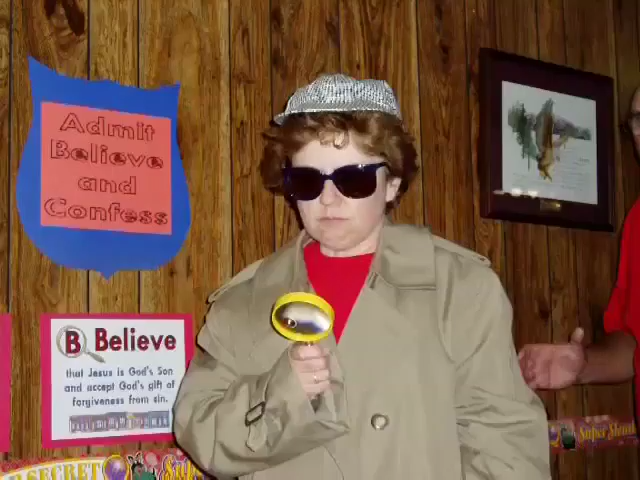 Admit
Believe
and
Confess
B Believe
that Jesus is God's Son
and accept God's gift of
forgiveness from sin.
SECRET
Super